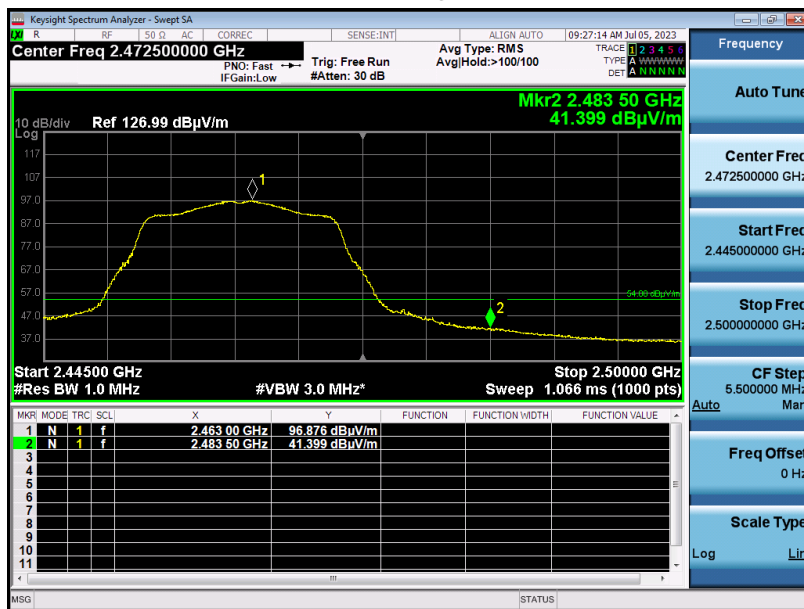 Keysight Spectrum Analyzer - Swept SA
LXI R RF 50 Ω AC CORREC SENSE:INT ALIGN AUTO 09:27:14 AM Jul 05, 2023
Center Freq 2.472500000 GHz
Avg Type: RMS
TRACE 1 2 3 4 5 6
PNO: Fast Trig: Free Run Avg|Hold:>100/100 TYPE A WWWWW
IFGain:Low #Atten: 30 dB DET A N N N N N
Mkr2 2.483 50 GHz
41.399 dBµV/m
10 dB/div Ref 126.99 dBµV/m
Log
117
107
97.0
87.0
77.0
67.0
57.0
47.0
37.0
1
54.00 dBµV/m
2
Start 2.44500 GHz Stop 2.50000 GHz
#Res BW 1.0 MHz #VBW 3.0 MHz* Sweep 1.066 ms (1000 pts)
MKR MODE TRC SCL X Y FUNCTION FUNCTION WIDTH FUNCTION VALUE
1 N 1 f 2.463 00 GHz 96.876 dBµV/m
2 N 1 f 2.483 50 GHz 41.399 dBµV/m
3
4
5
6
7
8
9
10
11
MSG STATUS
Frequency
Auto Tune
Center Freq
2.472500000 GHz
Start Freq
2.445000000 GHz
Stop Freq
2.500000000 GHz
CF Step
5.500000 MHz
Auto Man
Freq Offset
0 Hz
Scale Type
Log Lin